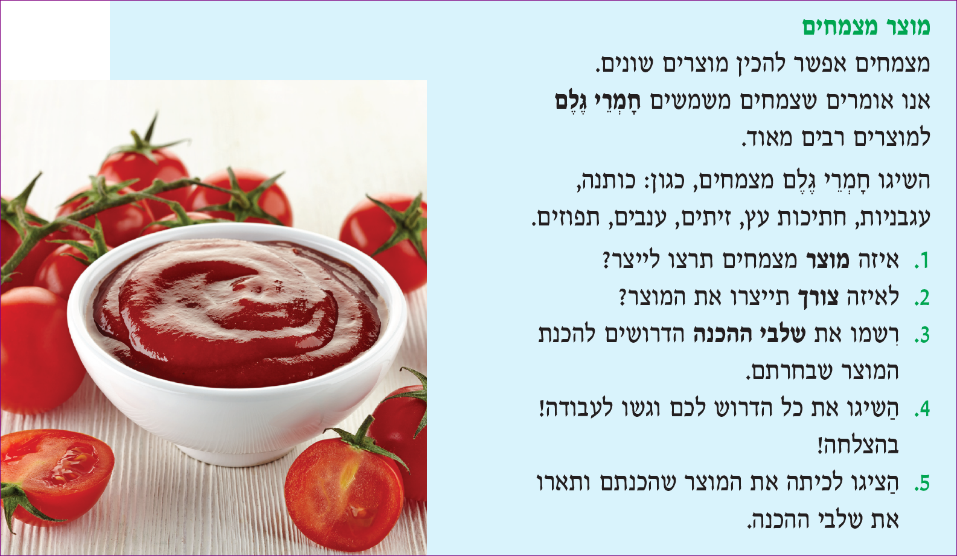 מוצר מצמחים
מצמחים אפשר להכין מוצרים שונים.
אנו אומרים שצמחים משמשים חָמְרֵי גֶּלֶם
למוצרים רבים מאוד.
השיגו חָמְרֵי גֶּלֶם מצמחים, כגון: כותנה,
עגבניות, חתיכות עץ, זיתים, ענבים, תפוזים.
1. איזה מוצר מצמחים תרצו לייצר?
2. לאיזה צורך תייצרו את המוצר?
3. רִשמו את שלבי ההכנה הדרושים להכנת
המוצר שבחרתם.
4. הַשיגו את כל הדרוש לכם וגשו לעבודה!
בהצלחה!
5. הַציגו לכיתה את המוצר שהכנתם ותארו
את שלבי ההכנה.